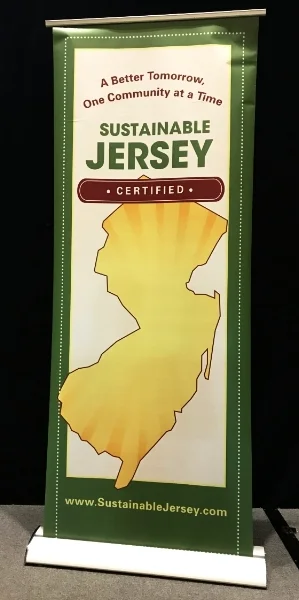 A Better Tomorrow,
One Community at a Time
SUSTAINABLE
JERSEY
• CERTIFIED •
www.SustainableJersey.com